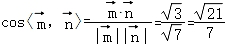 cos⟨m⃗, n⃗⟩ = (m⃗·n⃗)/(|m⃗||n⃗|) = √3/√7 = √21/7